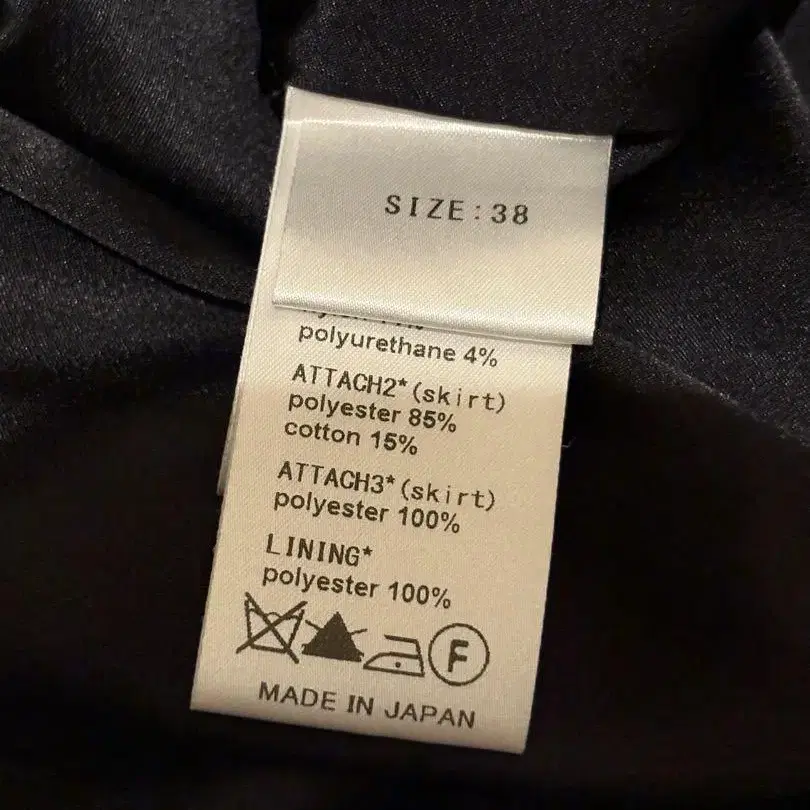 SIZE:38
polyurethane 4%
ATTACH2*(skirt)
polyester 85%
cotton 15%
ATTACH3*(skirt)
polyester 100%
LINING*
polyester 100%
F
MADE IN JAPAN